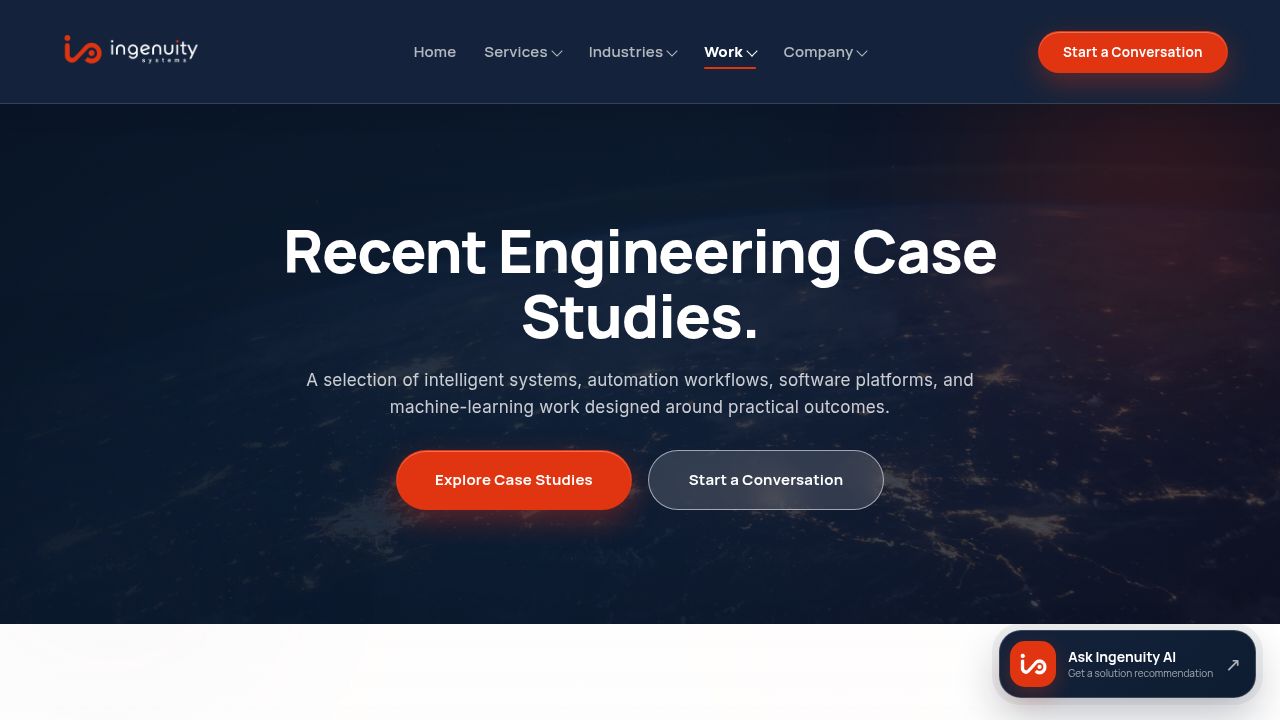 ingenuity
systems
Home
Services
Industries
Work
Company
Start a Conversation
Recent Engineering Case
Studies.
A selection of intelligent systems, automation workflows, software platforms, and
machine-learning work designed around practical outcomes.
Explore Case Studies
Start a Conversation
Ask Ingenuity AI
Get a solution recommendation